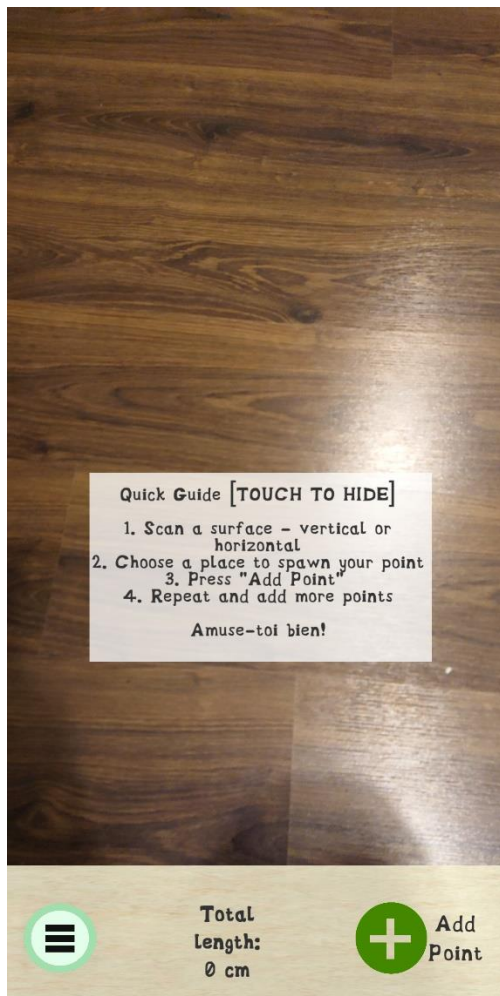 Quick Guide [TOUCH TO HIDE]
1. Scan a surface - vertical or
horizontal
2. Choose a place to spawn your point
3. Press "Add Point"
4. Repeat and add more points
Amuse-toi bien!
Total
Length:
0 cm
Add
Point